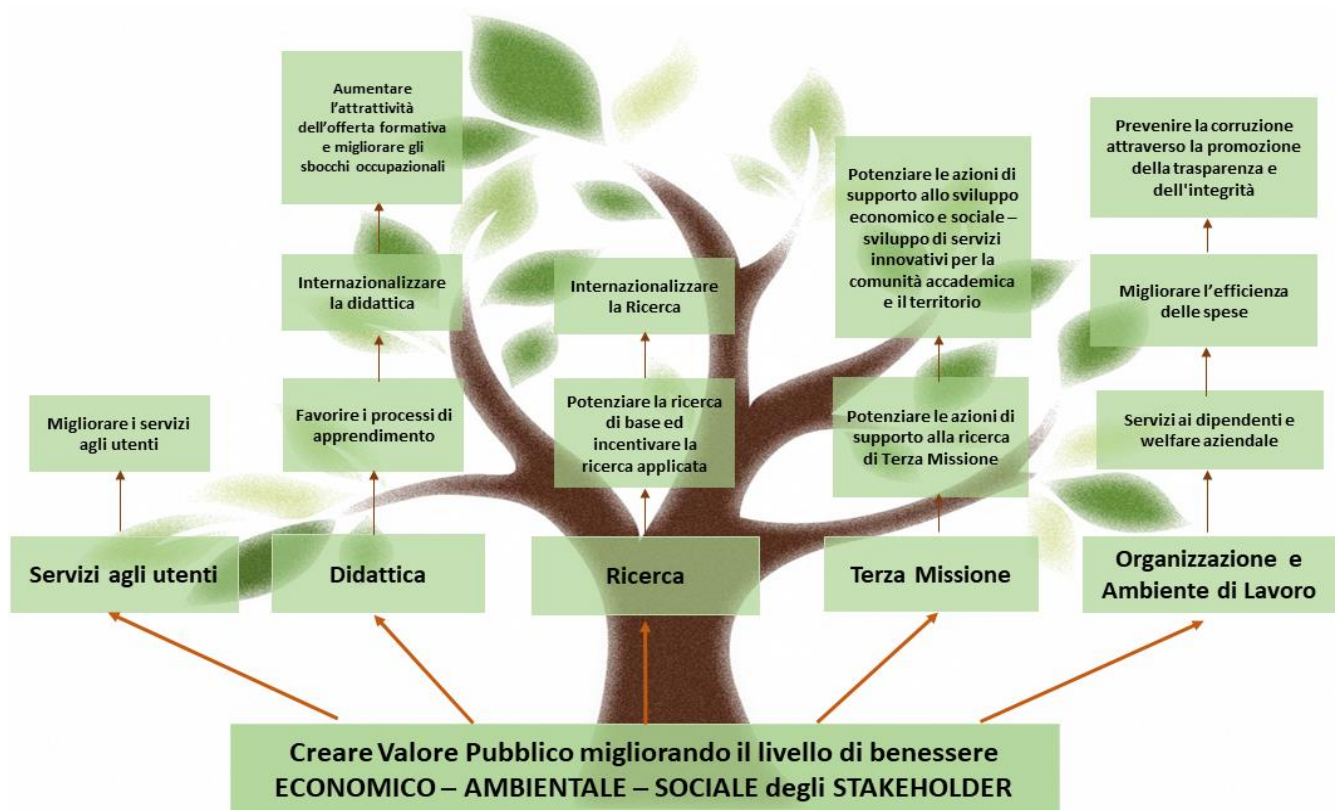 Aumentare
l'attrattività
dell'offerta formativa
e migliorare gli
sbocchi occupazionali
Internazionalizzare
la didattica
Favorire i processi di
apprendimento
Migliorare i servizi
agli utenti
Internazionalizzare
la Ricerca
Potenziare la ricerca
di base ed
incentivare la
ricerca applicata
Potenziare le azioni di
supporto allo sviluppo
economico e sociale –
sviluppo di servizi
innovativi per la
comunità accademica
e il territorio
Potenziare le azioni di
supporto alla ricerca
di Terza Missione
Prevenire la corruzione
attraverso la promozione
della trasparenza e
dell'integrità
Migliorare l'efficienza
delle spese
Servizi ai dipendenti e
welfare aziendale
Servizi agli utenti
Didattica
Ricerca
Terza Missione
Organizzazione e
Ambiente di Lavoro
Creare Valore Pubblico migliorando il livello di benessere
ECONOMICO – AMBIENTALE – SOCIALE degli STAKEHOLDER